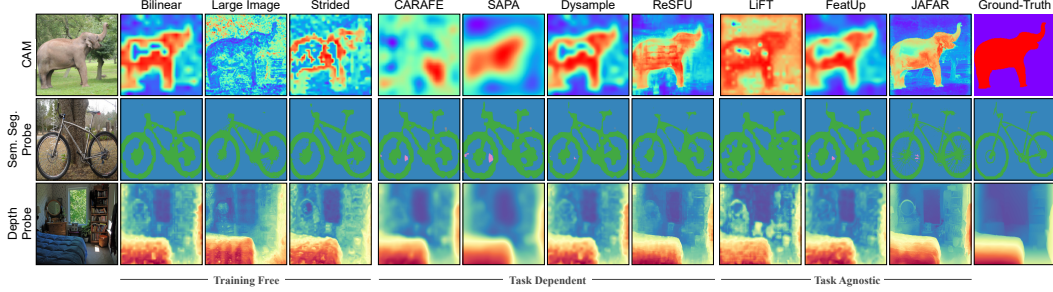 Bilinear Large Image Strided CARAFE SAPA Dysample ReSFU LiFT FeatUp JAFAR Ground-Truth
CAM
Sem. Seg. Probe
Depth Probe
Training Free Task Dependent Task Agnostic